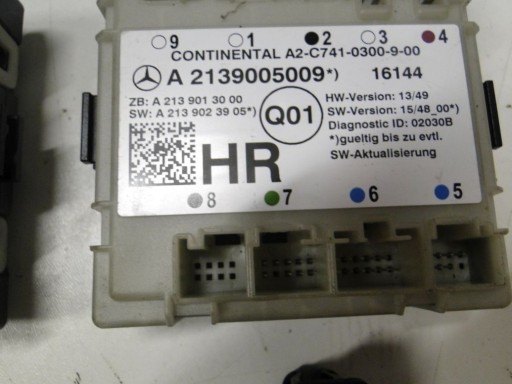 9 1 2 3 4
CONTINENTAL A2-C741-0300-9-00
A 2139005009*) 16144
ZB: A 213 901 30 00
SW: A 213 902 39 05*)
Q01
HW-Version: 13/49
SW-Version: 15/48_00*)
Diagnostic ID: 02030B
*)gueltig bis zu evtl.
SW-Aktualisierung
HR
8 7 6 5